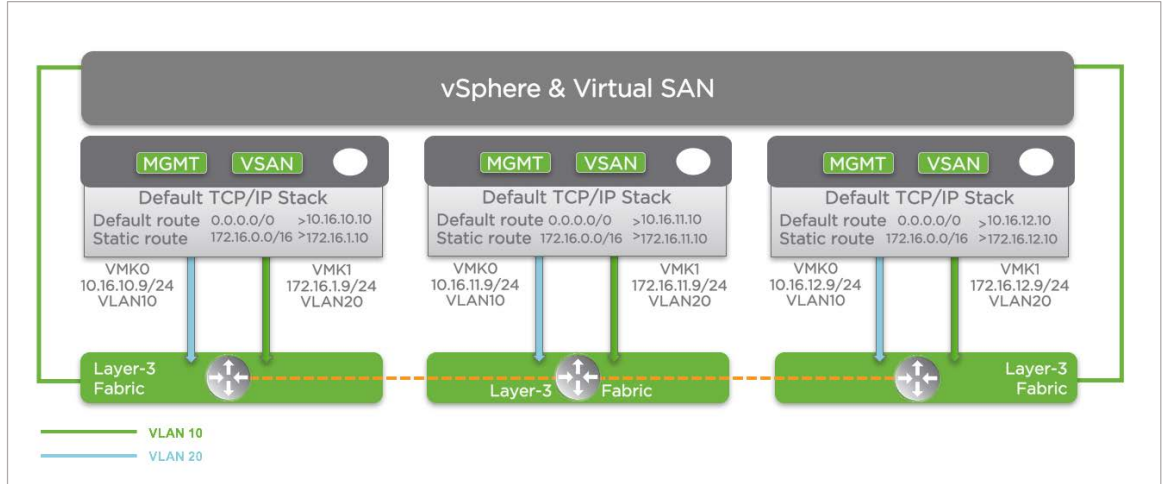 vSphere & Virtual SAN
MGMT VSAN
Default TCP/IP Stack
Default route 0.0.0.0/0 >10.16.10.10
Static route 172.16.0.0/16 >172.16.1.10
VMK0
10.16.10.9/24
VLAN10
VMK1
172.16.1.9/24
VLAN20
MGMT VSAN
Default TCP/IP Stack
Default route 0.0.0.0/0 >10.16.11.10
Static route 172.16.0.0/16 >172.16.11.10
VMK0
10.16.11.9/24
VLAN10
VMK1
172.16.11.9/24
VLAN20
MGMT VSAN
Default TCP/IP Stack
Default route 0.0.0.0/0 >10.16.12.10
Static route 172.16.0.0/16 >172.16.12.10
VMK0
10.16.12.9/24
VLAN10
VMK1
172.16.12.9/24
VLAN20
Layer-3
Fabric
Layer-3 Fabric
Layer-3
Fabric
VLAN 10
VLAN 20